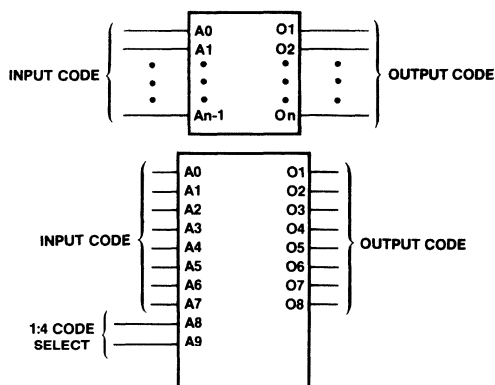 A0 O1
A1 O2
INPUT CODE OUTPUT CODE
An-1 On
A0 O1
A1 O2
A2 O3
A3 O4
INPUT CODE OUTPUT CODE
A4 O5
A5 O6
A6 O7
A7 O8
1:4 CODE A8
SELECT A9